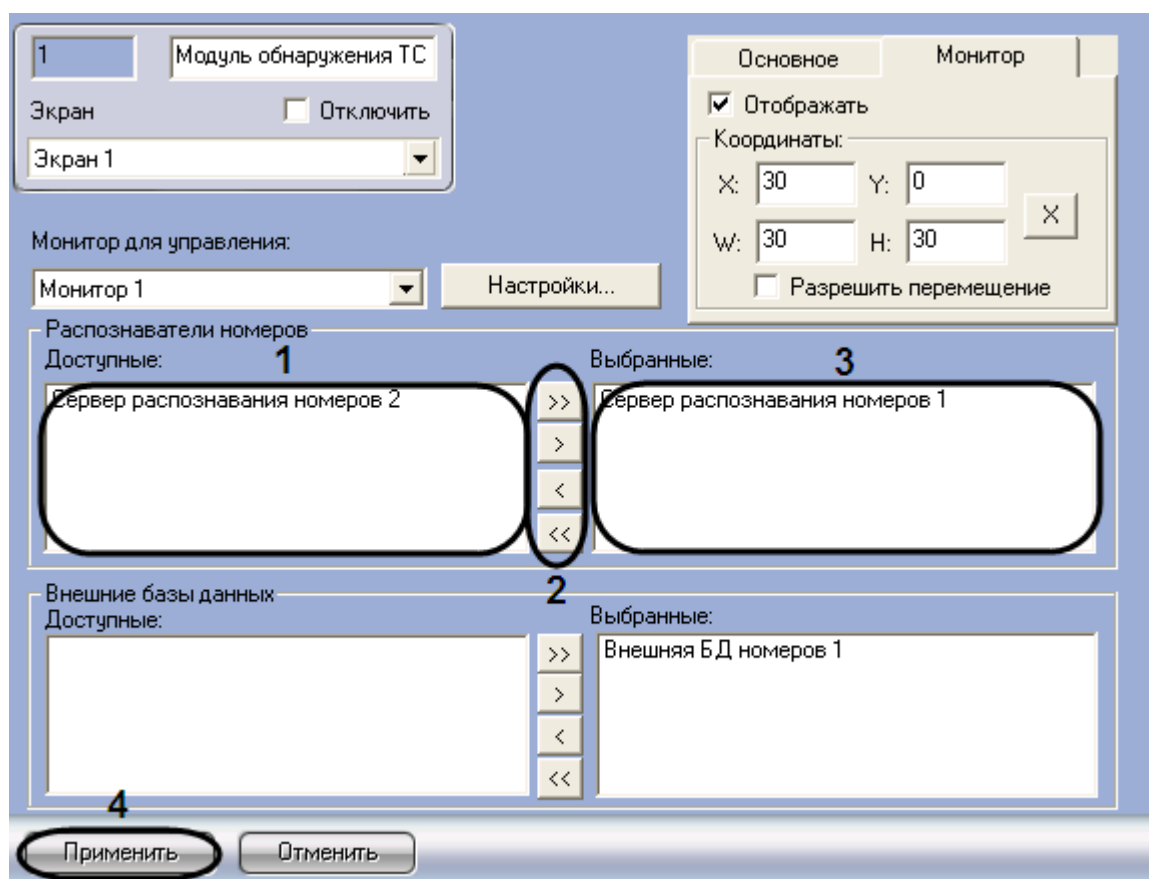 1
Модуль обнаружения ТС
Экран
Отключить
Экран 1
Основное
Монитор
Отображать
Координаты:
X: 30 Y: 0
X
W: 30 H: 30
Разрешить перемещение
Монитор для управления:
Монитор 1
Настройки...
Распознаватели номеров
Доступные:
1
Выбранные:
3
Сервер распознавания номеров 2
>>
>
<
<<
Сервер распознавания номеров 1
2
Внешние базы данных
Доступные:
Выбранные:
>>
>
<
<<
Внешняя БД номеров 1
4
Применить
Отменить